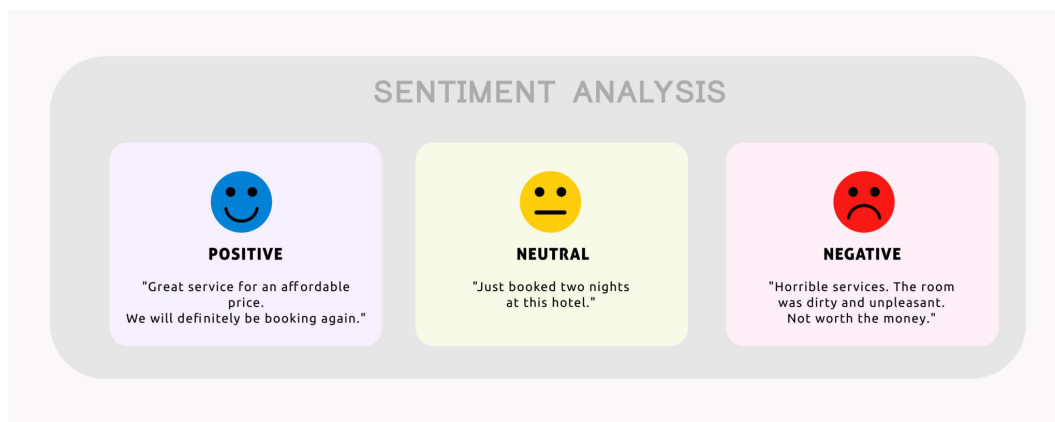 SENTIMENT ANALYSIS
POSITIVE
"Great service for an affordable
price.
We will definitely be booking again."
NEUTRAL
"Just booked two nights
at this hotel."
NEGATIVE
"Horrible services. The room
was dirty and unpleasant.
Not worth the money."